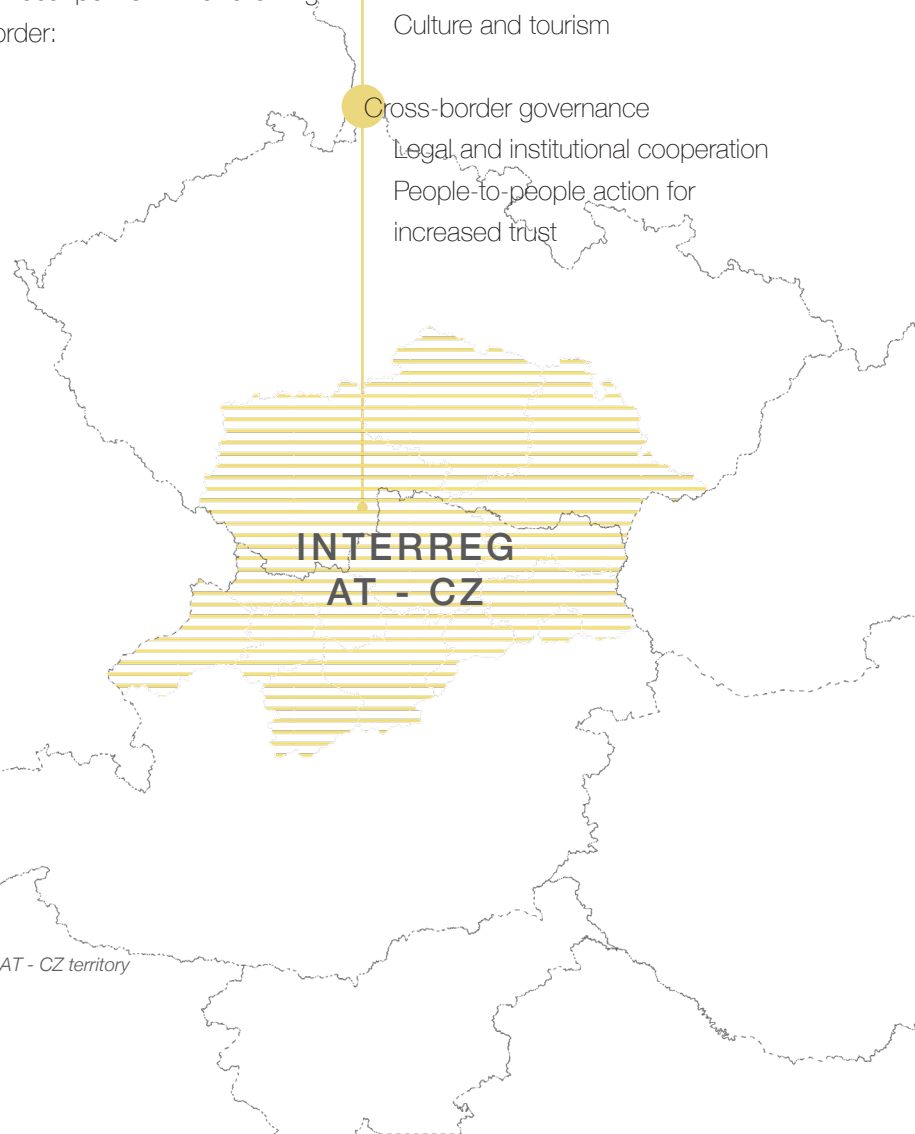 order:
Culture and tourism
Cross-border governance
Legal and institutional cooperation
People-to-people action for
increased trust
INTERREG
AT - CZ
AT - CZ territory